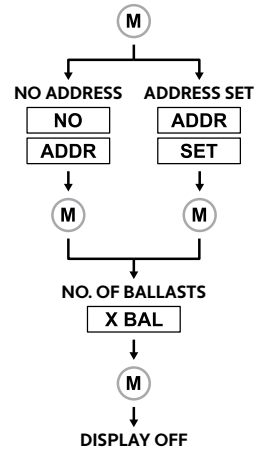 M
NO ADDRESS ADDRESS SET
NO ADDR
ADDR SET
M M
NO. OF BALLASTS
X BAL
M
DISPLAY OFF